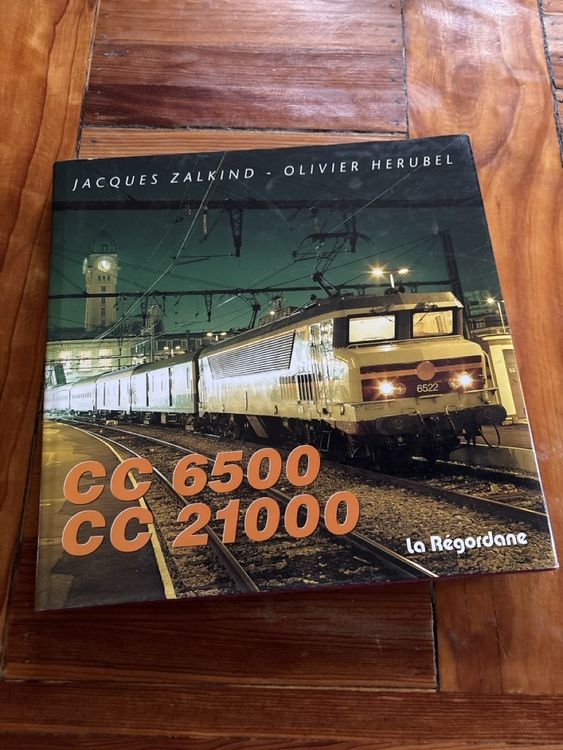 JACQUES ZALKIND - OLIVIER HERUBEL
6522
CC 6500
CC 21000
La Régordane